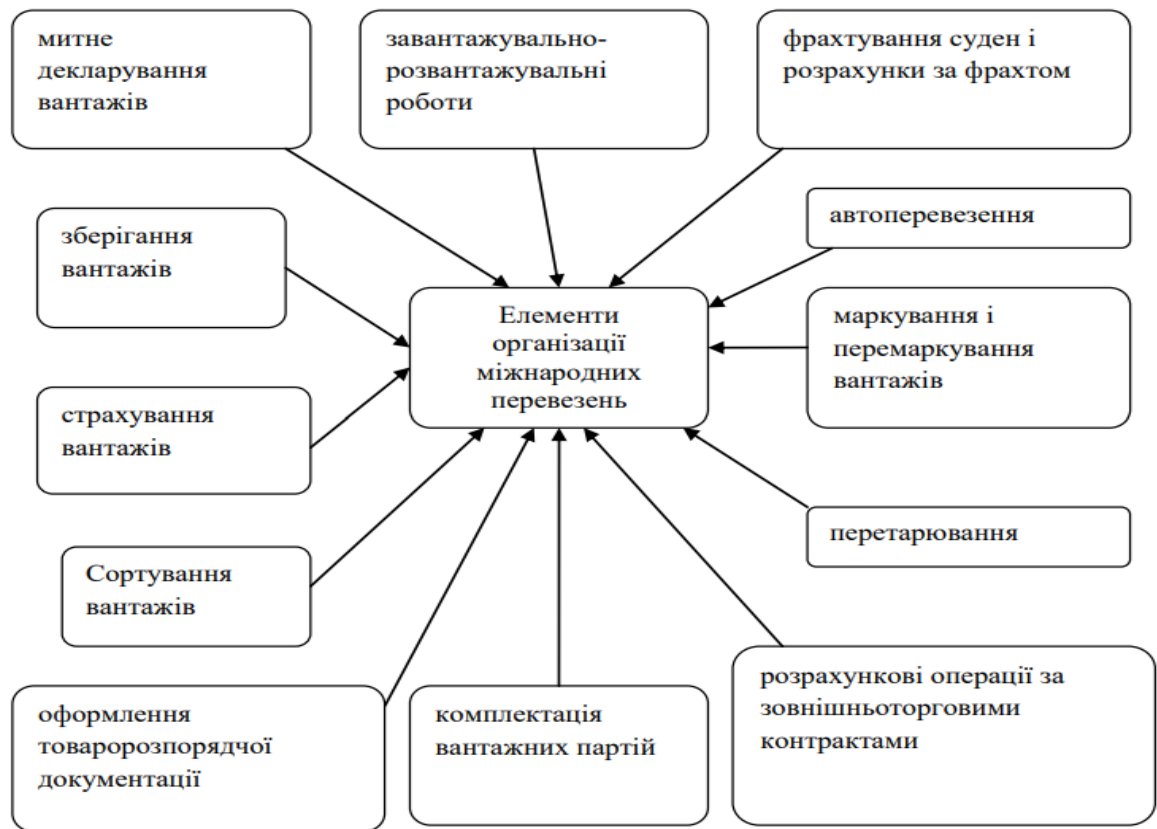 митне
декларування
вантажів
завантажувально-
розвантажувальні
роботи
фрахтування суден і
розрахунки за фрахтом
зберігання
вантажів
автоперевезення
Елементи
організації
міжнародних
перевезень
маркування і
перемаркування
вантажів
страхування
вантажів
перетарювання
Сортування
вантажів
оформлення
товаророзпорядчої
документації
комплектація
вантажних партій
розрахункові операції за
зовнішньоторговими
контрактами